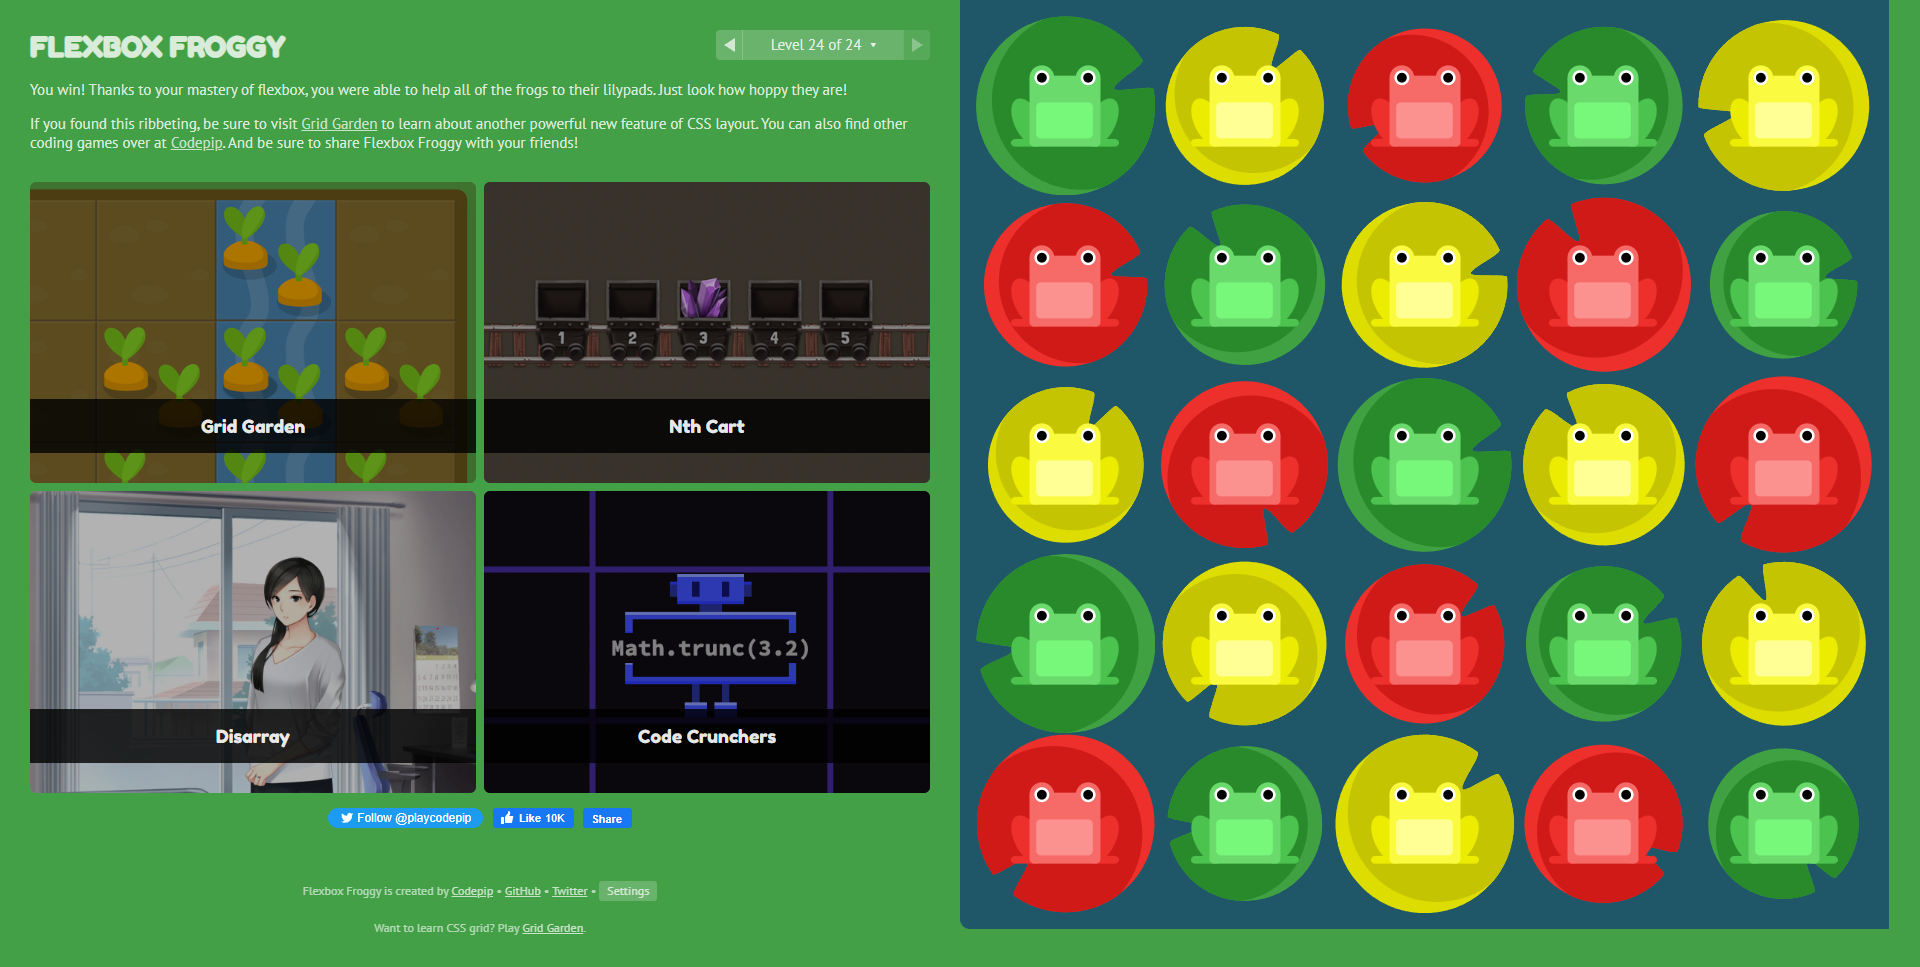 FLEXBOX FROGGY
Level 24 of 24
You win! Thanks to your mastery of flexbox, you were able to help all of the frogs to their lilypads. Just look how hoppy they are!
If you found this ribbeting, be sure to visit Grid Garden to learn about another powerful new feature of CSS layout. You can also find other
coding games over at Codepip. And be sure to share Flexbox Froggy with your friends!
Grid Garden
1 2 3 4 5
Nth Cart
Disarray
Math.trunc(3.2)
Code Crunchers
Follow @playcodepip
Like 10K
Share
Flexbox Froggy is created by Codepip • GitHub • Twitter • Settings
Want to learn CSS grid? Play Grid Garden.